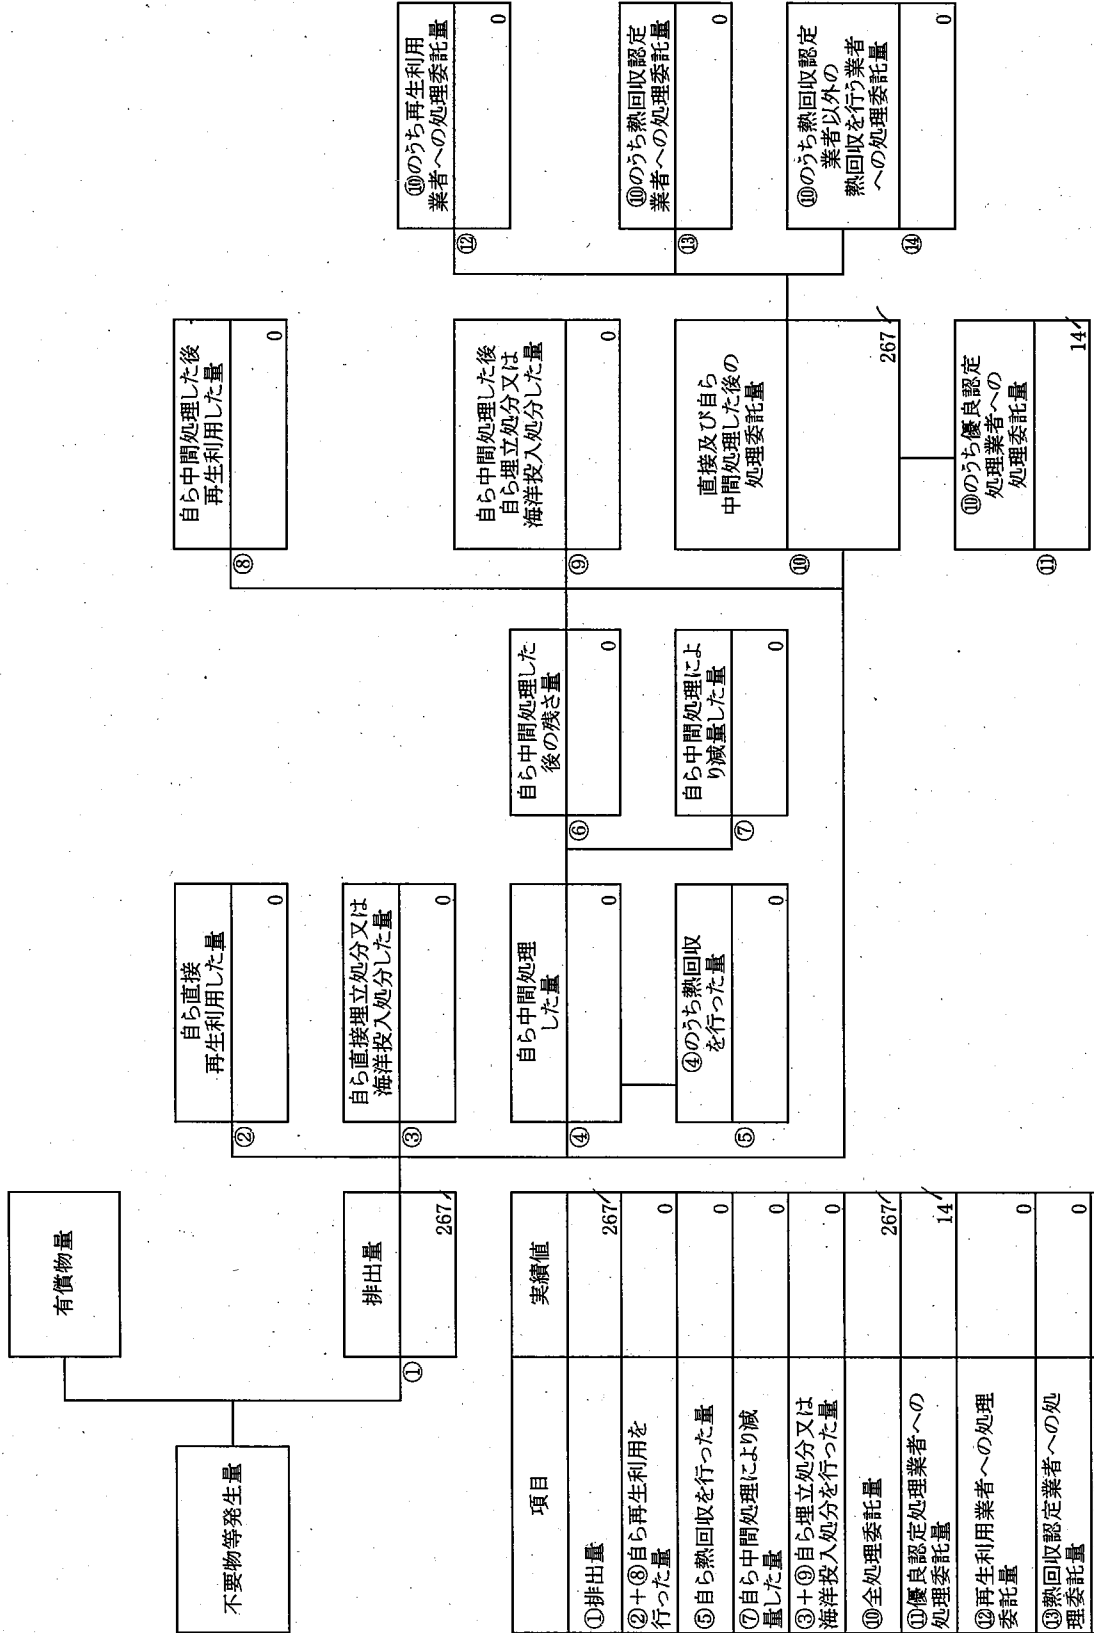 不要物等発生量
有償物量
①
排出量
267
②
自ら直接
再生利用した量
0
③
自ら直接埋立処分又は
海洋投入処分した量
0
④
自ら中間処理
した量
0
⑤
④のうち熱回収
を行った量
0
⑥
自ら中間処理した
後の残さ量
0
⑦
自ら中間処理によ
り減量した量
0
⑧
自ら中間処理した後
再生利用した量
0
⑨
自ら中間処理した後
自ら埋立処分又は
海洋投入処分した量
0
⑩
直接及び自ら
中間処理した後の
処理委託量
267
⑪
⑩のうち優良認定
処理業者への
処理委託量
14
⑫
⑩のうち再生利用
業者への処理委託量
0
⑬
⑩のうち熱回収認定
業者への処理委託量
0
⑭
⑩のうち熱回収認定
業者以外の
熱回収を行う業者
への処理委託量
0
項目
実績値
①排出量
267
②+⑧自ら再生利用を
行った量
0
⑤自ら熱回収を行った量
0
⑦自ら中間処理により減
量した量
0
③+⑨自ら埋立処分又は
海洋投入処分を行った量
0
⑩全処理委託量
267
⑪優良認定処理業者への
処理委託量
14
⑫再生利用業者への処理
委託量
0
⑬熱回収認定業者への処
理委託量
0